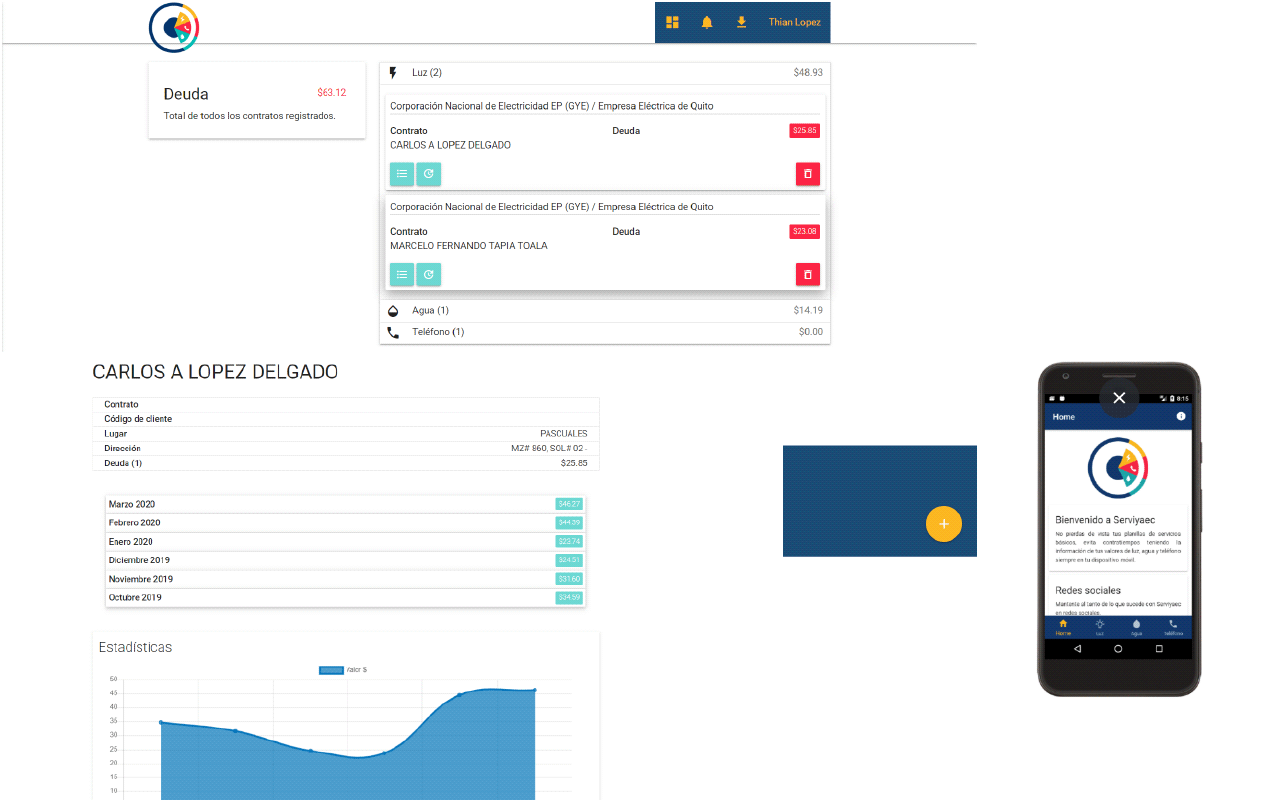 Thian Lopez
Deuda $63.12
Total de todos los contratos registrados.
Luz (2) $48.93
Corporación Nacional de Electricidad EP (GYE) / Empresa Eléctrica de Quito
Contrato Deuda $25.85
CARLOS A LOPEZ DELGADO
Corporación Nacional de Electricidad EP (GYE) / Empresa Eléctrica de Quito
Contrato Deuda $23.08
MARCELO FERNANDO TAPIA TOALA
Agua (1) $14.19
Teléfono (1) $0.00
CARLOS A LOPEZ DELGADO
Contrato
Código de cliente
Lugar PASCUALES
Dirección MZ# 860, SOL# 02-
Deuda (1) $25.85
Marzo 2020 $46.27
Febrero 2020
Enero 2020 $23.74
Diciembre 2019
Noviembre 2019 $31.60
Octubre 2019 $34.59
Estadísticas
Valor $
50
45
40
35
30
25
20
15
10
8:15
Home
Bienvenido a Serviyaec
No pierdas de vista tus planillas de servicios
básicos, evita contratiempos teniendo la
información de tus valores de luz, agua y teléfono
siempre en tu dispositivo móvil.
Redes sociales
Mantente al tanto de lo que sucede con Serviyaec
en redes sociales.
Home Luz Agua Teléfono